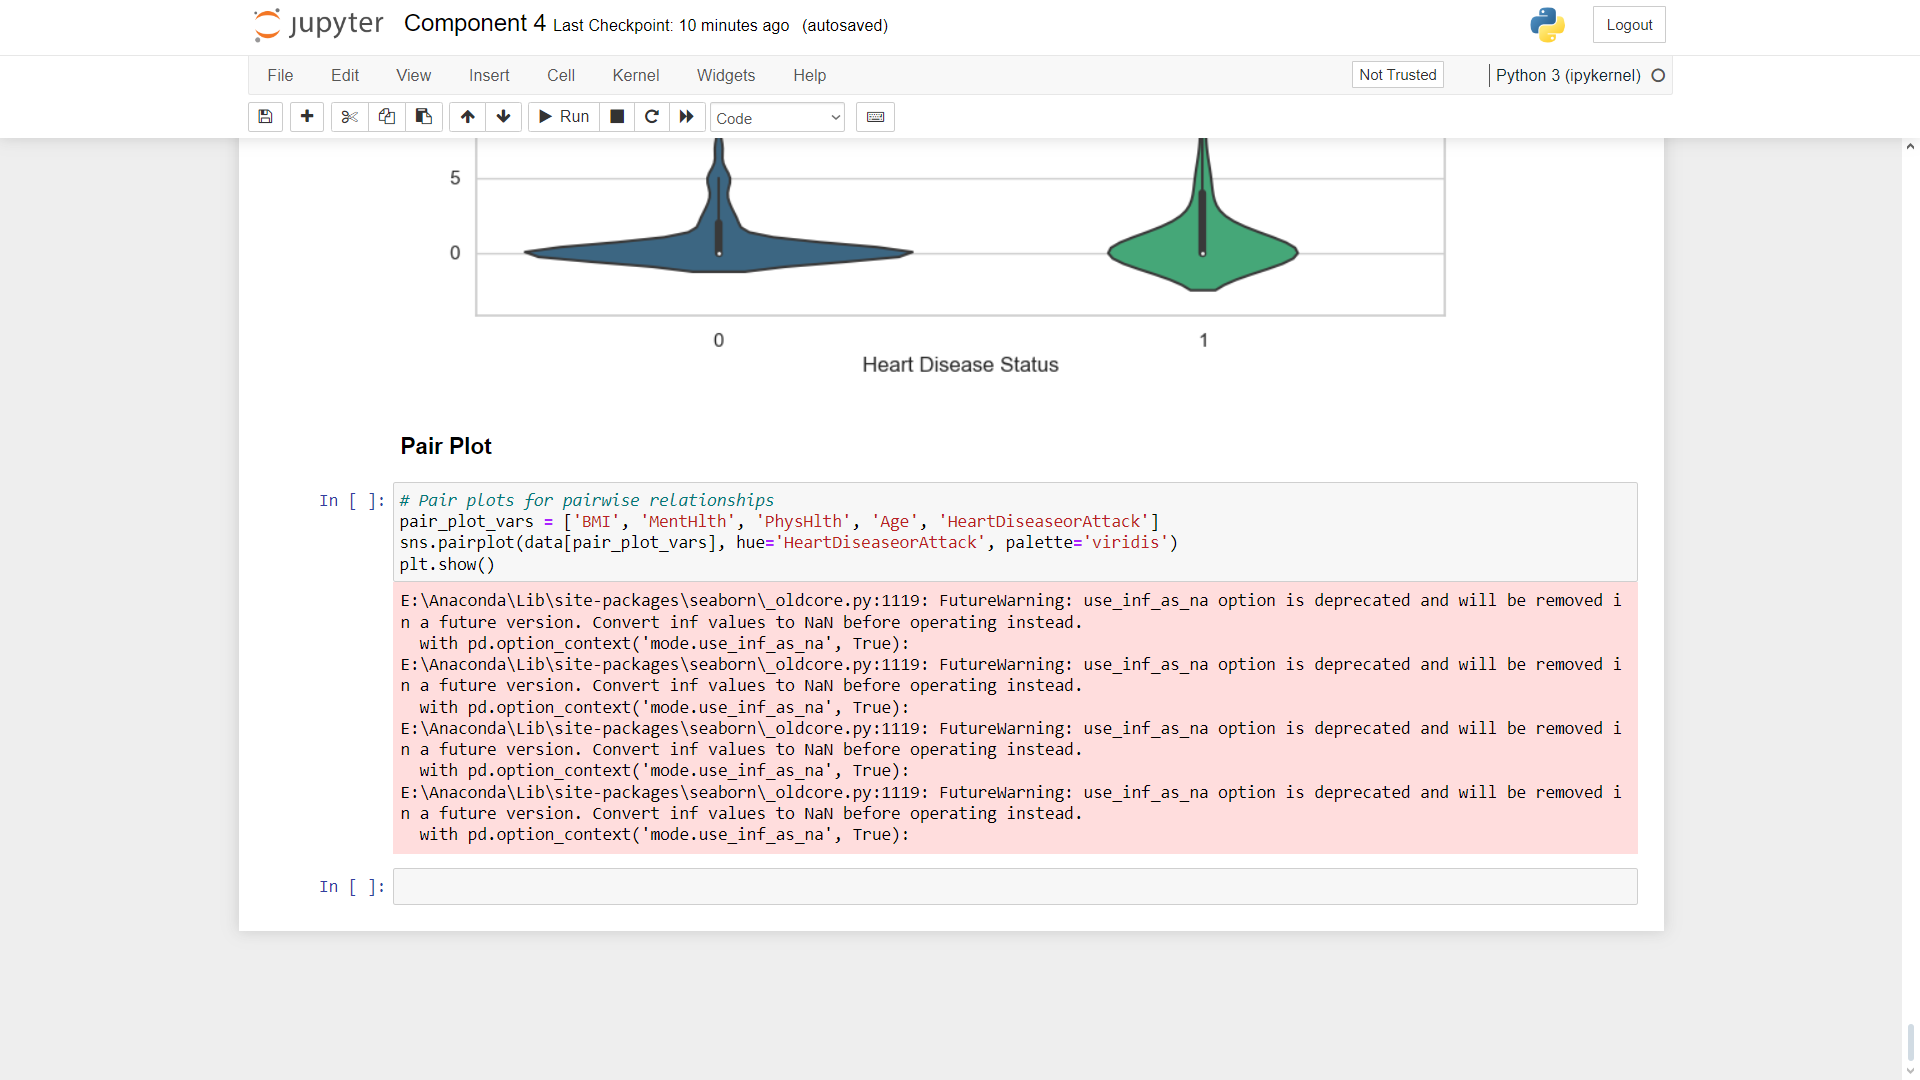 jupyter Component 4 Last Checkpoint: 10 minutes ago (autosaved) Logout
File Edit View Insert Cell Kernel Widgets Help Not Trusted Python 3 (ipykernel)
Run Code
5
0
0 1
Heart Disease Status
Pair Plot
In [ ]: # Pair plots for pairwise relationships
pair_plot_vars = ['BMI', 'MentHlth', 'PhysHlth', 'Age', 'HeartDiseaseorAttack']
sns.pairplot(data[pair_plot_vars], hue='HeartDiseaseorAttack', palette='viridis')
plt.show()
E:\Anaconda\Lib\site-packages\seaborn\_oldcore.py:1119: FutureWarning: use_inf_as_na option is deprecated and will be removed i
n a future version. Convert inf values to NaN before operating instead.
  with pd.option_context('mode.use_inf_as_na', True):
E:\Anaconda\Lib\site-packages\seaborn\_oldcore.py:1119: FutureWarning: use_inf_as_na option is deprecated and will be removed i
n a future version. Convert inf values to NaN before operating instead.
  with pd.option_context('mode.use_inf_as_na', True):
E:\Anaconda\Lib\site-packages\seaborn\_oldcore.py:1119: FutureWarning: use_inf_as_na option is deprecated and will be removed i
n a future version. Convert inf values to NaN before operating instead.
  with pd.option_context('mode.use_inf_as_na', True):
E:\Anaconda\Lib\site-packages\seaborn\_oldcore.py:1119: FutureWarning: use_inf_as_na option is deprecated and will be removed i
n a future version. Convert inf values to NaN before operating instead.
  with pd.option_context('mode.use_inf_as_na', True):
In [ ]: